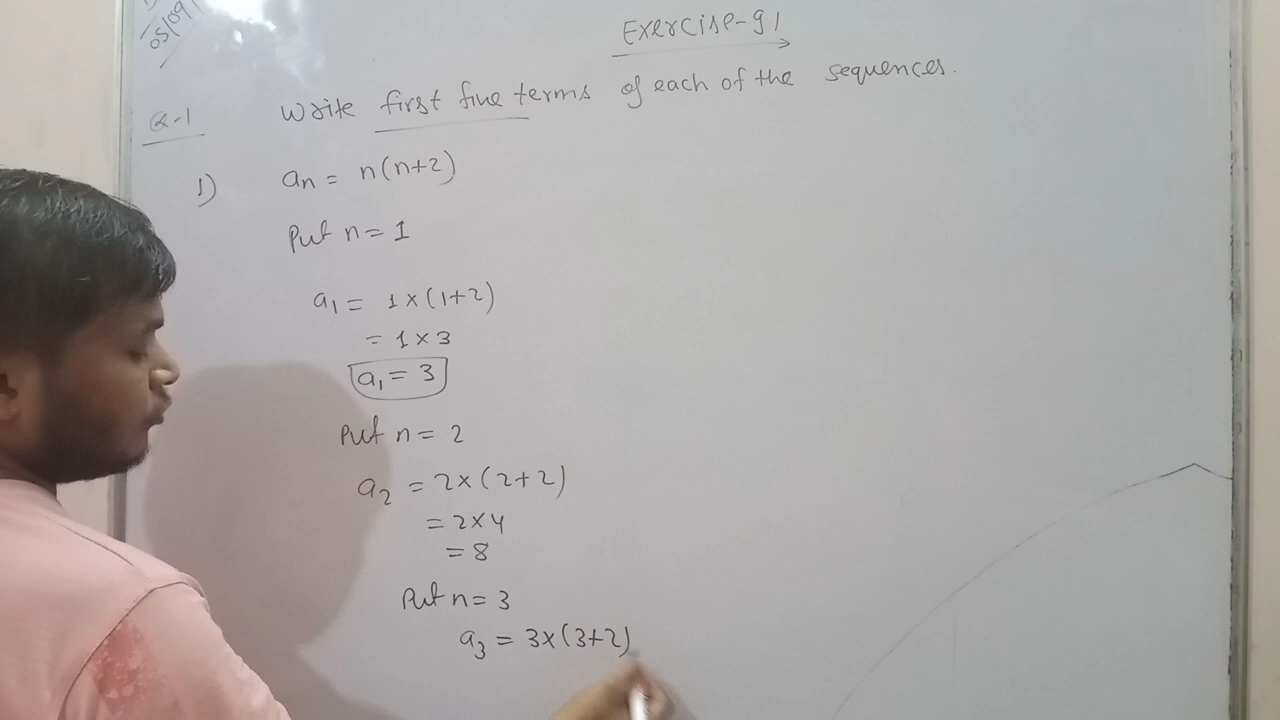 05/09/
Exercise-9.1
Q-1 Write first five terms of each of the sequences.
1) an = n(n+2)
Put n = 1
a1 = 1×(1+2)
= 1×3
a1 = 3
Put n = 2
a2 = 2×(2+2)
= 2×4
= 8
Put n = 3
a3 = 3×(3+2)